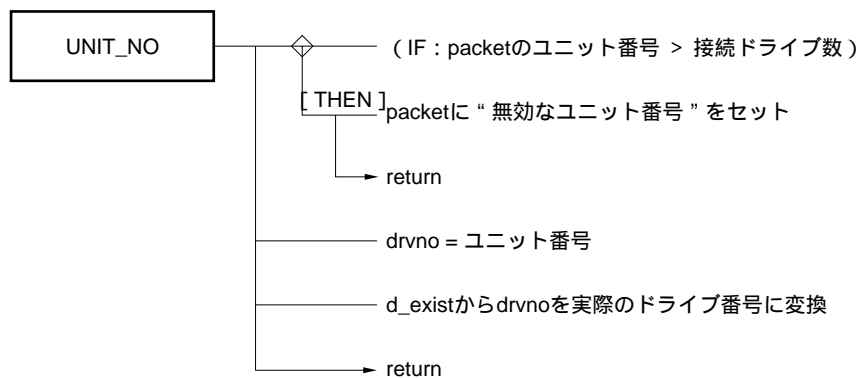 UNIT_NO
（IF：packetのユニット番号 > 接続ドライブ数）
[ THEN ]
packetに“無効なユニット番号”をセット
return
drvno = ユニット番号
d_existからdrvnoを実際のドライブ番号に変換
return